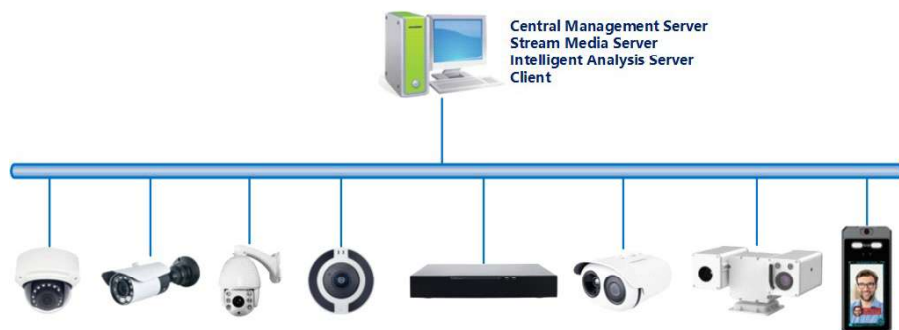 Central Management Server
Stream Media Server
Intelligent Analysis Server
Client